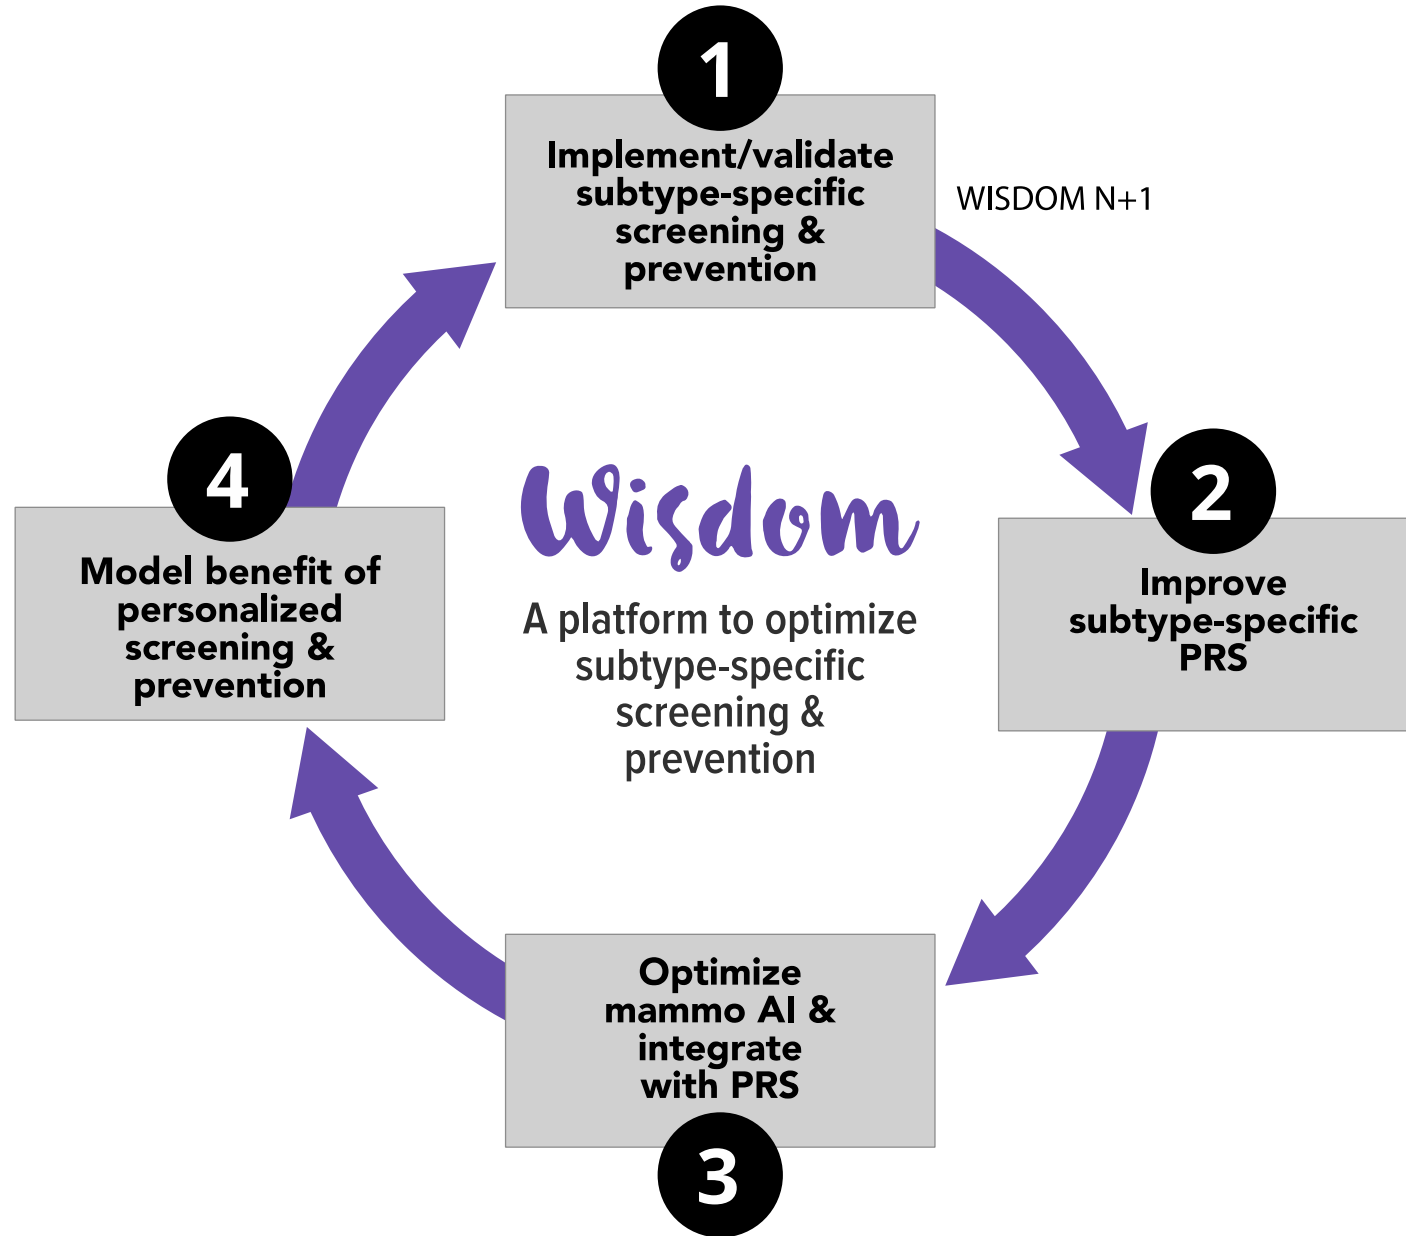 1
Implement/validate
subtype-specific
screening &
prevention
WISDOM N+1
2
Improve
subtype-specific
PRS
3
Optimize
mammo AI &
integrate
with PRS
4
Model benefit of
personalized
screening &
prevention
Wisdom
A platform to optimize
subtype-specific
screening &
prevention